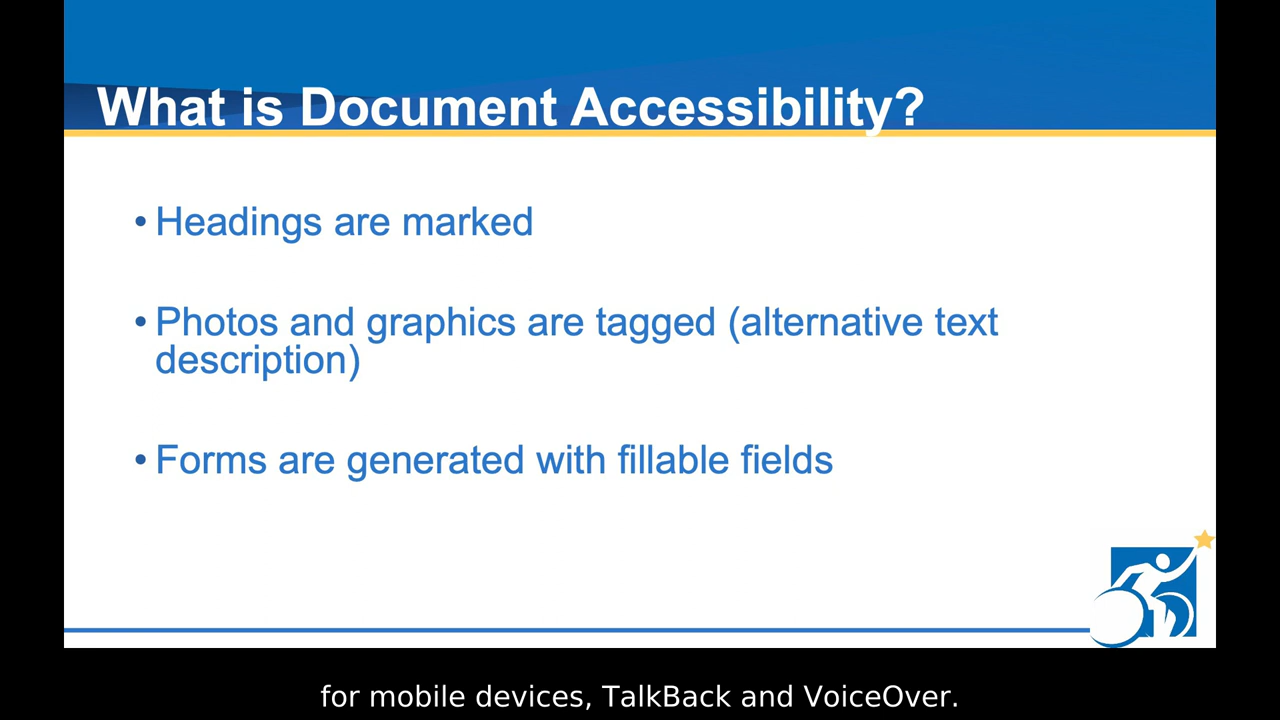 What is Document Accessibility?
• Headings are marked
• Photos and graphics are tagged (alternative text
description)
• Forms are generated with fillable fields
for mobile devices, TalkBack and VoiceOver.